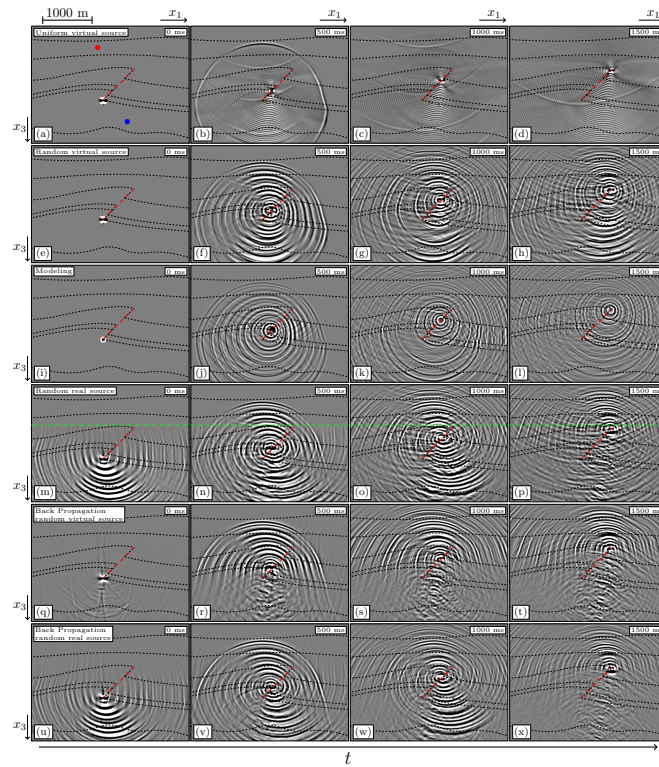 1000 m
x1 x1 x1 x1
Uniform virtual source 0 ms 500 ms 1000 ms 1500 ms
x3 (a) (b) (c) (d)
Random virtual source 0 ms 500 ms 1000 ms 1500 ms
x3 (e) (f) (g) (h)
Modeling 0 ms 500 ms 1000 ms 1500 ms
x3 (i) (j) (k) (l)
Random real source 0 ms 500 ms 1000 ms 1500 ms
x3 (m) (n) (o) (p)
Back Propagation
random virtual source 0 ms 500 ms 1000 ms 1500 ms
x3 (q) (r) (s) (t)
Back Propagation
random real source 0 ms 500 ms 1000 ms 1500 ms
x3 (u) (v) (w) (x)
t